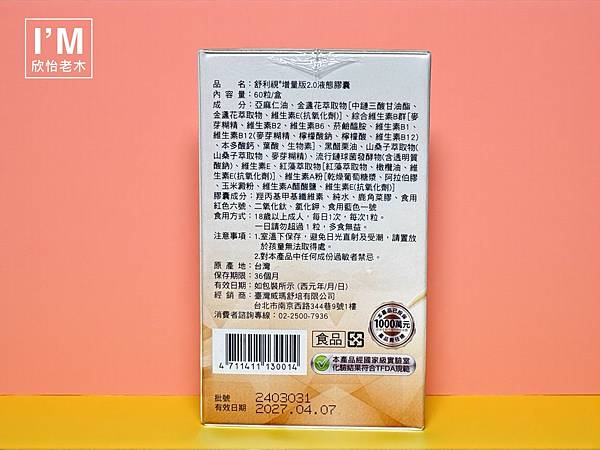 I'M
欣怡老木
品　　名：舒利視®增量版2.0液態膠囊
內 容 量：60粒/盒
成　　分：亞麻仁油、金盞花萃取物[中鏈三酸甘油酯、
金盞花萃取物、維生素E(抗氧化劑)]、綜合維生素B群[麥
芽糊精、維生素B2、維生素B6、菸鹼醯胺、維生素B1、
維生素B12(麥芽糊精、檸檬酸鈉、檸檬酸、維生素B12)
、本多酸鈣、葉酸、生物素]、黑醋栗油、山桑子萃取物(
山桑子萃取物、麥芽糊精)、流行鏈球菌發酵物(含透明質
酸鈉)、維生素E、紅藻萃取物[紅藻萃取物、橄欖油、維
生素E(抗氧化劑)]、維生素A粉[乾燥葡萄糖漿、阿拉伯膠
、玉米澱粉、維生素A醋酸鹽、維生素E(抗氧化劑)]
膠囊成分：羥丙基甲基纖維素、純水、鹿角菜膠、食用
紅色六號、二氧化鈦、氯化鉀、食用藍色一號
食用方式：18歲以上成人，每日1次，每次1粒。
一日請勿超過1粒，多食無益。
注意事項：1.室溫下保存，避免日光直射及受潮，請置放
於孩童無法取得處。
2.對本產品中任何成份過敏者禁忌。
原 產 地：台灣
保存期限：36個月
有效日期：如包裝所示 (西元年/月/日)
經 銷 商：臺灣威瑪舒培有限公司
台北市南京西路344巷9號1樓
消費者諮詢專線：02-2500-7936
本產品已投保
1000萬元
產品責任險
食品
4711411130014
本產品經國家級實驗室
化驗結果符合TFDA規範
批號 2403031
有效日期 2027.04.07